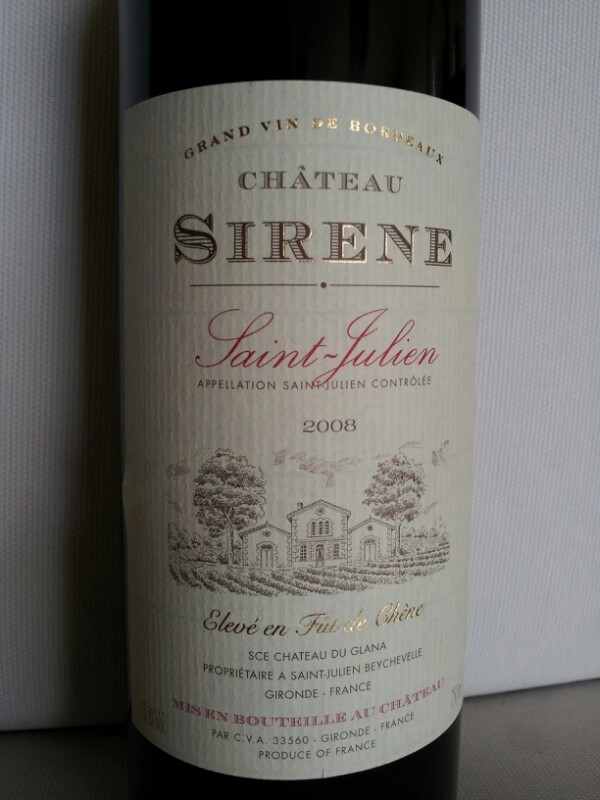 GRAND VIN DE BORDEAUX
CHÂTEAU
SIRENE
Saint-Julien
APPELLATION SAINT-JULIEN CONTRÔLÉE
2008
Elevé en Fût de Chêne
SCE CHATEAU DU GLANA
PROPRIÉTAIRE A SAINT-JULIEN BEYCHEVELLE
GIRONDE - FRANCE
MIS EN BOUTEILLE AU CHÂTEAU
PAR C.V.A. 33560 - GIRONDE - FRANCE
PRODUCE OF FRANCE